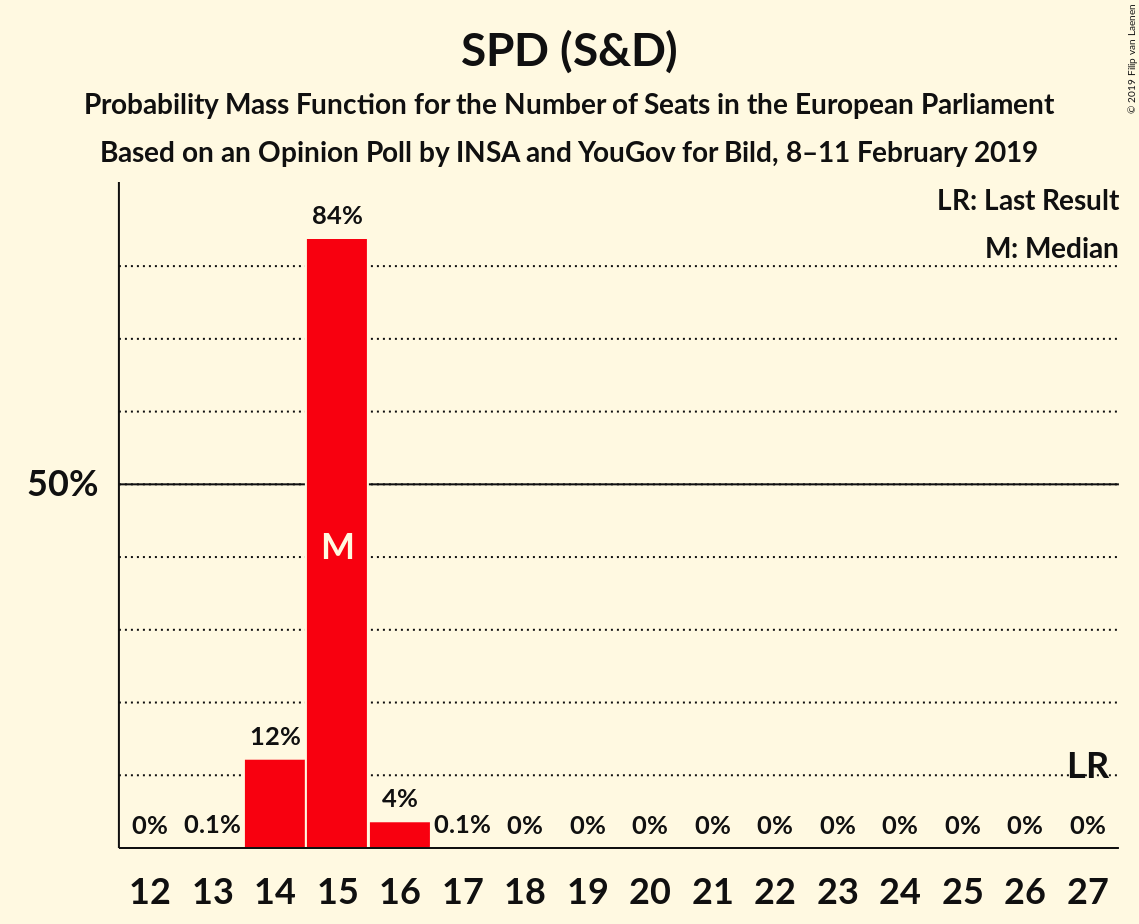 SPD (S&D)
Probability Mass Function for the Number of Seats in the European Parliament
Based on an Opinion Poll by INSA and YouGov for Bild, 8–11 February 2019
© 2019 Filip van Laenen
LR: Last Result
M: Median
84%
50%
M
12%
LR
4%
0% 0.1% 0.1% 0% 0% 0% 0% 0% 0% 0% 0% 0% 0%
12 13 14 15 16 17 18 19 20 21 22 23 24 25 26 27